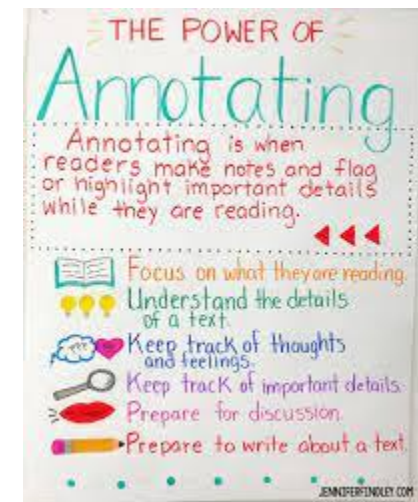 THE POWER OF
Annotating
Annotating is when
readers make notes and flag
or highlight important details
while they are reading.
Focus on what they are reading.
Understand the details
of a text.
Keep track of thoughts
and feelings.
Keep track of important details.
Prepare for discussion.
Prepare to write about a text.
JENNIFERFINDLEY.COM